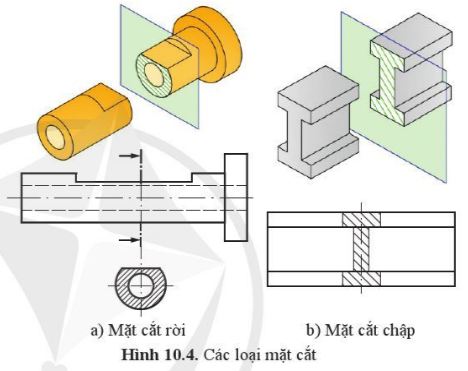 a) Mặt cắt rời
b) Mặt cắt chập
Hình 10.4. Các loại mặt cắt